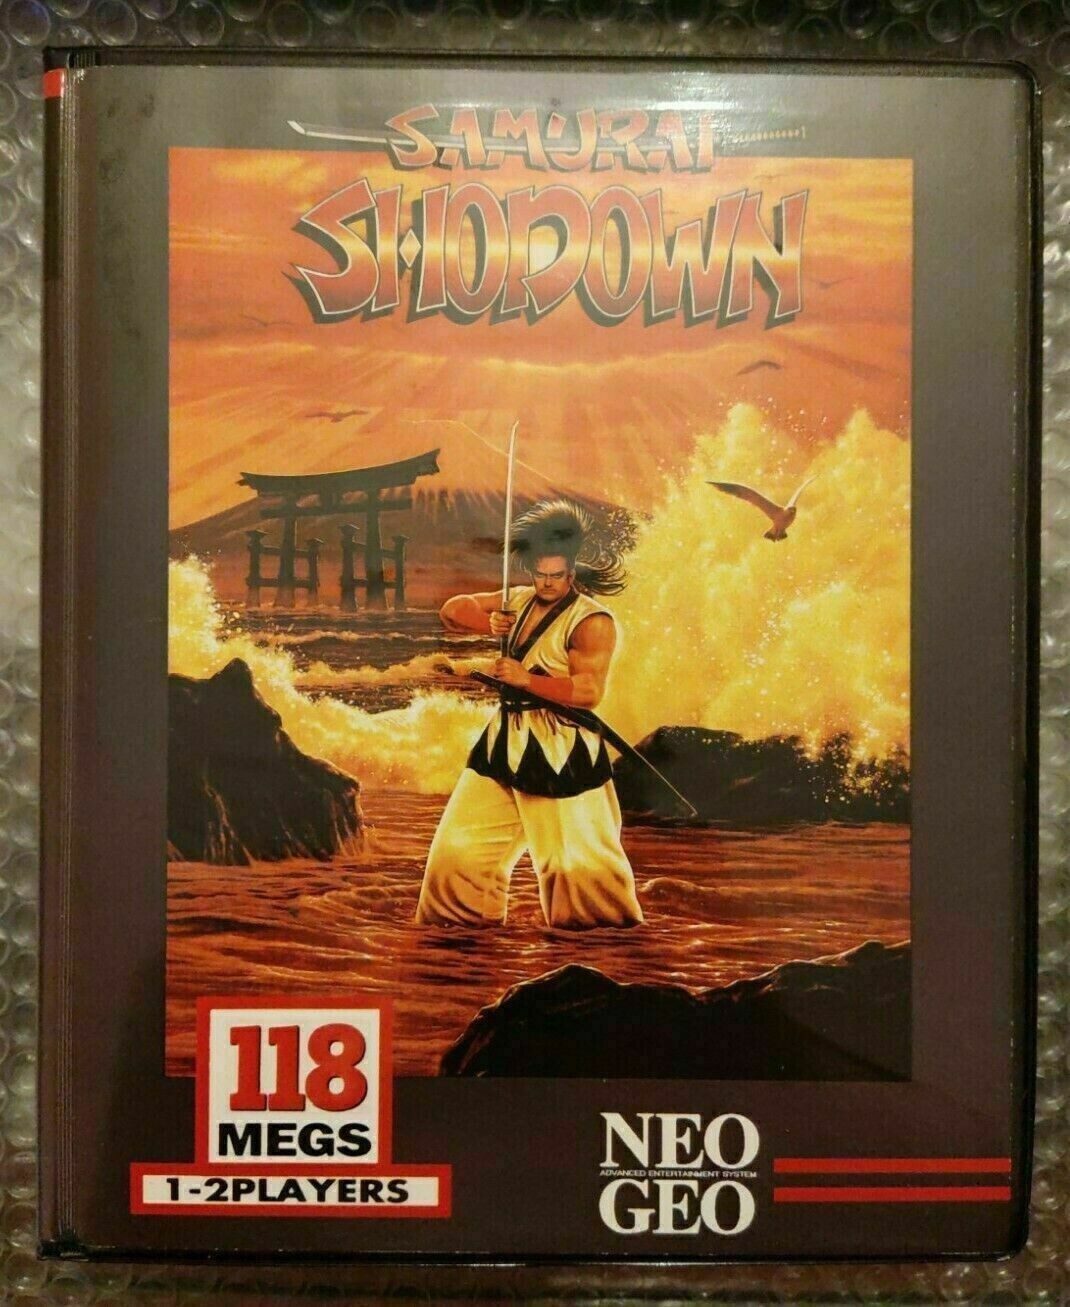 SAMURAI
SHODOWN
118
MEGS
1-2PLAYERS
NEO
ADVANCED ENTERTAINMENT SYSTEM
GEO